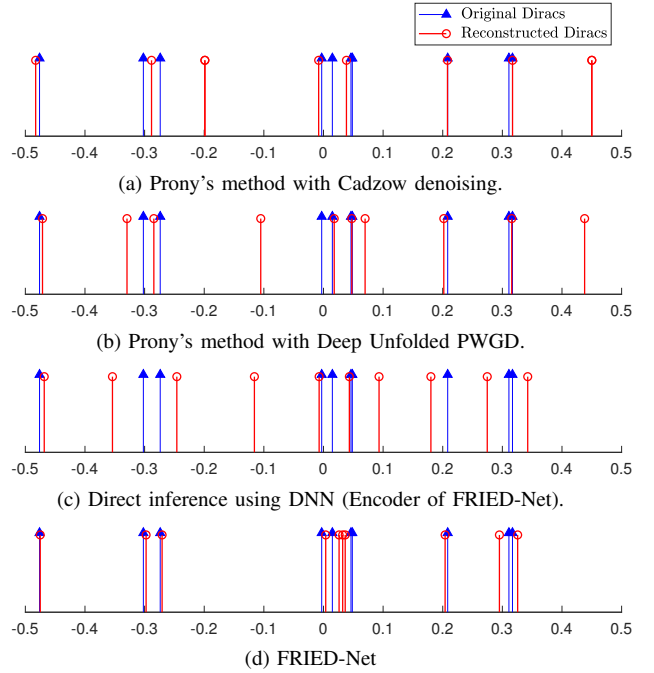 Original Diracs
Reconstructed Diracs
-0.5 -0.4 -0.3 -0.2 -0.1 0 0.1 0.2 0.3 0.4 0.5
(a) Prony's method with Cadzow denoising.
-0.5 -0.4 -0.3 -0.2 -0.1 0 0.1 0.2 0.3 0.4 0.5
(b) Prony's method with Deep Unfolded PWGD.
-0.5 -0.4 -0.3 -0.2 -0.1 0 0.1 0.2 0.3 0.4 0.5
(c) Direct inference using DNN (Encoder of FRIED-Net).
-0.5 -0.4 -0.3 -0.2 -0.1 0 0.1 0.2 0.3 0.4 0.5
(d) FRIED-Net